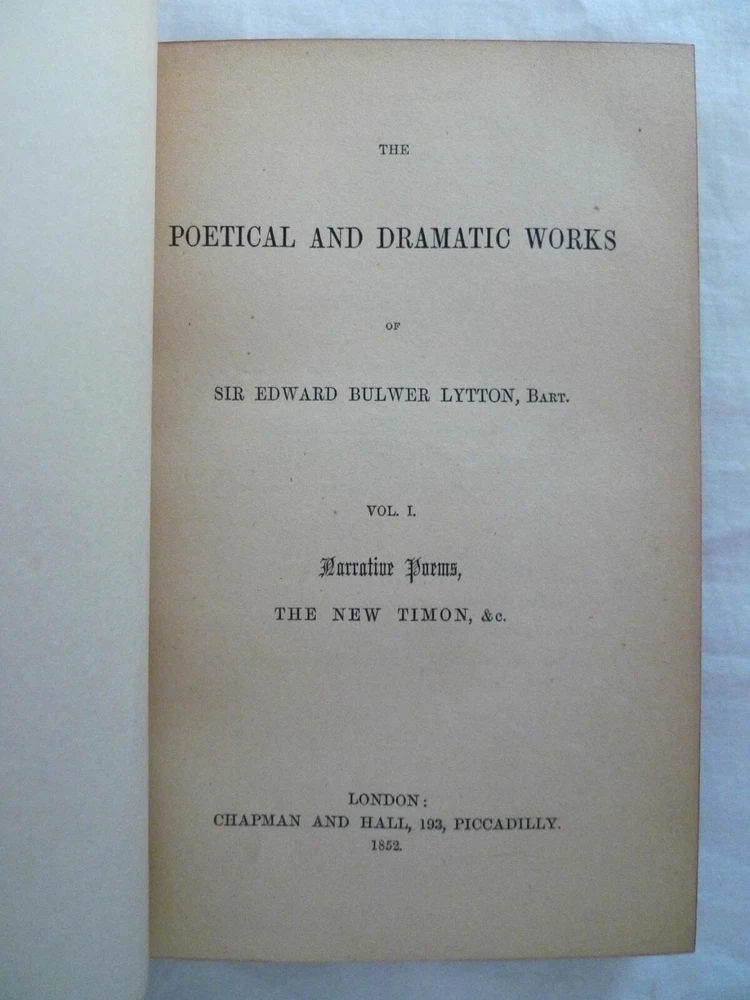 THE
POETICAL AND DRAMATIC WORKS
OF
SIR EDWARD BULWER LYTTON, BART.
VOL. I.
Narrative Poems,
THE NEW TIMON, &c.
LONDON:
CHAPMAN AND HALL, 193, PICCADILLY.
1852.